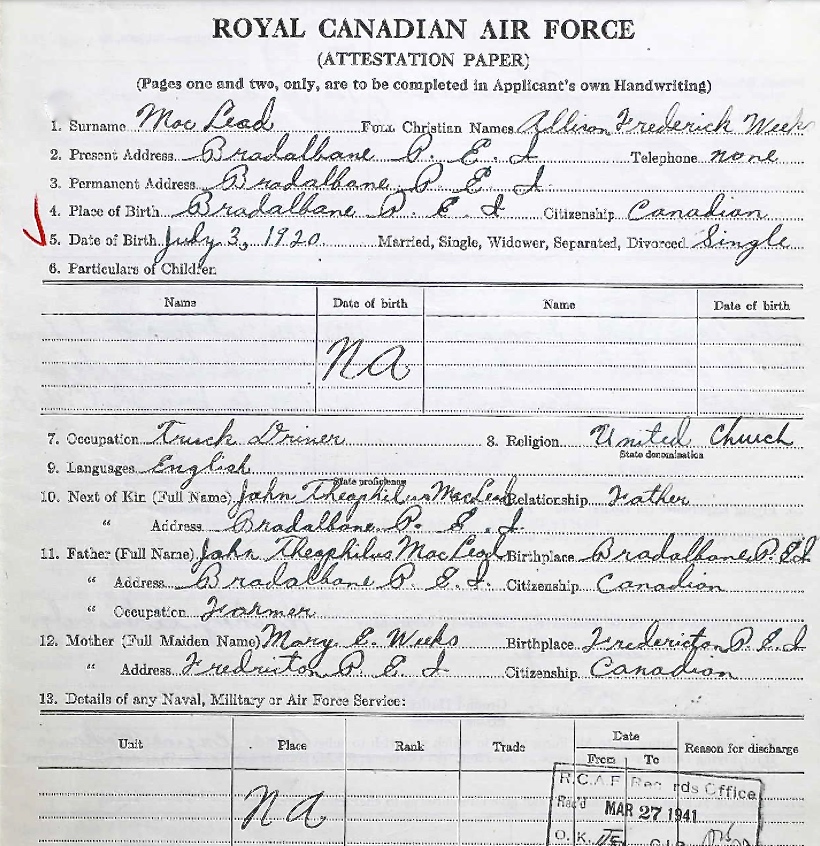 ROYAL CANADIAN AIR FORCE
(ATTESTATION PAPER)
(Pages one and two, only, are to be completed in Applicant's own Handwriting)
1. Surname Mac Lead Full Christian Names Allison Frederick Weeks
2. Present Address Bradalbane P. E. I Telephone none
3. Permanent Address Bradalbane P. E. I.
4. Place of Birth Bradalbane P. E. I Citizenship Canadian
5. Date of Birth July 3, 1920 Married, Single, Widower, Separated, Divorced Single
6. Particulars of Children
Name Date of birth Name Date of birth
NA
7. Occupation Truck Driver 8. Religion United Church
State denomination
9. Languages English
State proficiency
10. Next of Kin (Full Name) John Theophilus MacLead Relationship Father
" Address Bradalbane P. E. I.
11. Father (Full Name) John Theophilus MacLeod Birthplace Bradalbane P.E.I
" Address Bradalbane P. E. I. Citizenship Canadian
" Occupation Farmer
12. Mother (Full Maiden Name) Mary E. Weeks Birthplace Fredericton P.E.I
" Address Fredricton P. E. I. Citizenship Canadian
13. Details of any Naval, Military or Air Force Service:
Unit Place Rank Trade Date Reason for discharge
From To
NA
R.C.A.F. Records Office
Rec'd MAR 27 1941
O. K.